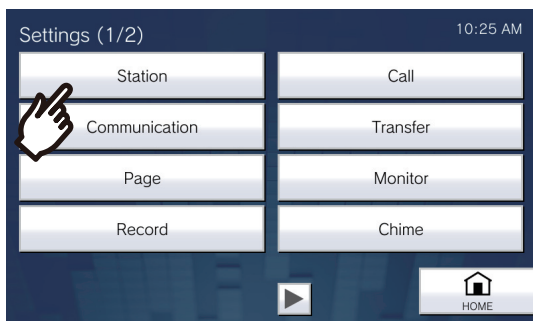 Settings (1/2)
10:25 AM
Station
Call
Communication
Transfer
Page
Monitor
Record
Chime
HOME